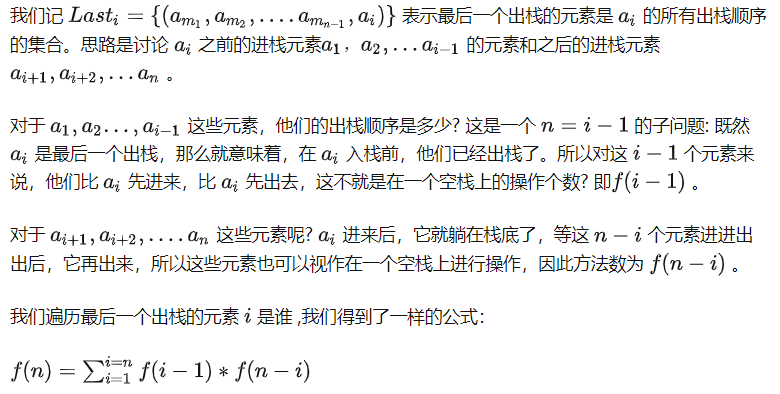 我们记 $Last_i = \{(a_{m_1}, a_{m_2}, \ldots. a_{m_{n-1}}, a_i)\}$ 表示最后一个出栈的元素是 $a_i$ 的所有出栈顺序
的集合。思路是讨论 $a_i$ 之前的进栈元素$a_1$，$a_2, \ldots a_{i-1}$ 的元素和之后的进栈元素
$a_{i+1}, a_{i+2}, \ldots a_n$ 。
对于 $a_1, a_2 \ldots, a_{i-1}$ 这些元素，他们的出栈顺序是多少? 这是一个 $n = i - 1$ 的子问题: 既然
$a_i$ 是最后一个出栈，那么就意味着，在 $a_i$ 入栈前，他们已经出栈了。所以对这 $i - 1$ 个元素来
说，他们比 $a_i$ 先进来，比 $a_i$ 先出去，这不就是在一个空栈上的操作个数? 即$f(i - 1)$ 。
对于 $a_{i+1}, a_{i+2}, \ldots. a_n$ 这些元素呢? $a_i$ 进来后，它就躺在栈底了，等这 $n - i$ 个元素进进出
出后，它再出来，所以这些元素也可以视作在一个空栈上进行操作，因此方法数为 $f(n - i)$ 。
我们遍历最后一个出栈的元素 $i$ 是谁 ,我们得到了一样的公式：
$f(n) = \sum_{i=1}^{i=n} f(i - 1) * f(n - i)$